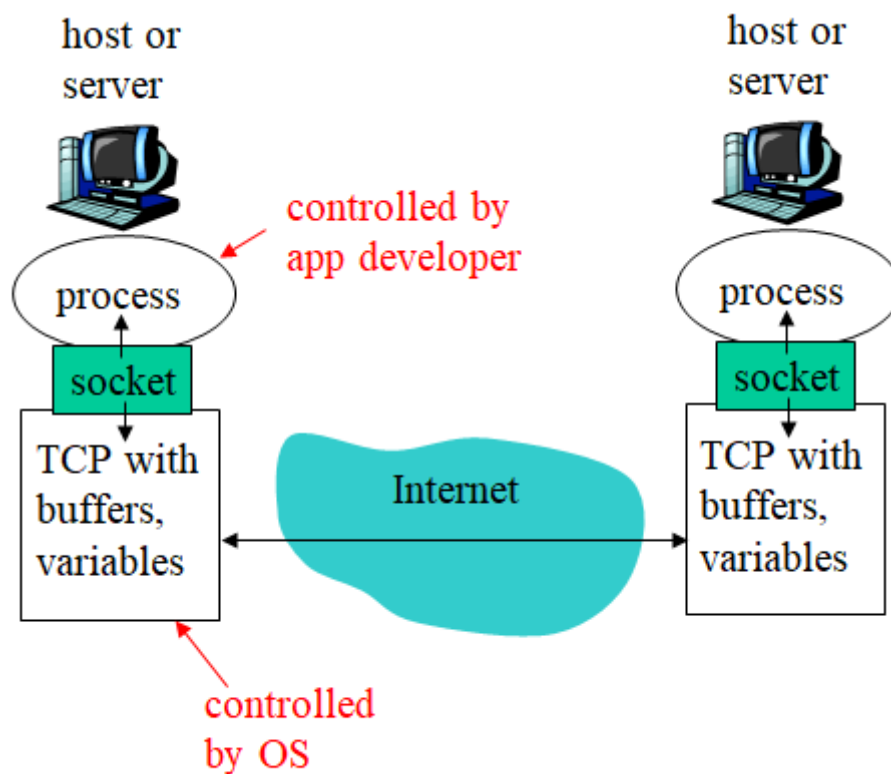 host or
server
host or
server
controlled by
app developer
process
process
socket
socket
TCP with
buffers,
variables
Internet
TCP with
buffers,
variables
controlled
by OS